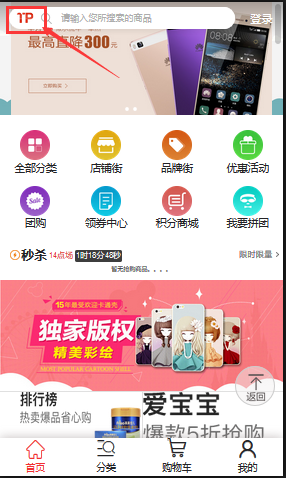 TP 请输入您所搜索的商品 登录
最高直降300元
立即购买
全部分类 店铺街 品牌街 优惠活动
团购 领券中心 积分商城 我要拼团
秒杀 14点场 1时18分48秒 限时限量 >
暂无抢购商品。。。。
15年最受欢迎卡通壳
独家版权
精美彩绘
MOST POPULAR CARTOON SHELL
返回
排行榜
热卖爆品省心购
爱宝宝
爆款5折抢购
首页 分类 购物车 我的